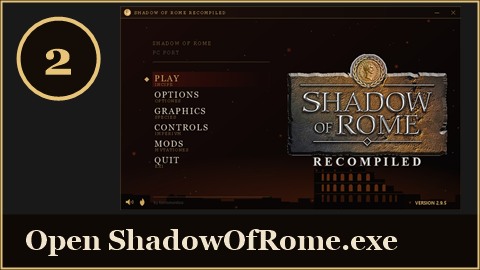 2
SHADOW OF ROME RECOMPILED
SHADOW OF ROME
PC PORT
PLAY
OPTIONS
GRAPHICS
CONTROLS
MODS
QUIT
SHADOW
OF ROME
RECOMPILED
VERSION 2.9.5
Open ShadowOfRome.exe